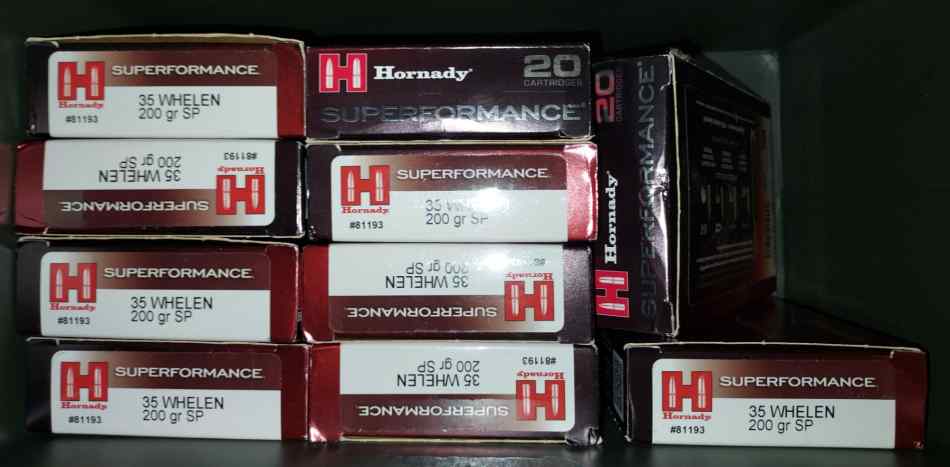 SUPERFORMANCE
Hornady
35 WHELEN
200 gr SP
#81193
Hornady
20
CARTRIDGES
SUPERFORMANCE
20
CARTRIDGES
Hornady
SUPERFORMANCE
SUPERFORMANCE
Hornady
35 WHELEN
200 gr SP
#81193
SUPERFORMANCE
Hornady
35
200 gr SP
#81193
SUPERFORMANCE
Hornady
35 WHELEN
200 gr SP
#81193
SUPERFORMANCE
Hornady
35 WHELEN
200 gr SP
SUPERFORMANCE
Hornady
35 WHELEN
200 gr SP
#81193
SUPERFORMANCE
Hornady
35 WHELEN
200 gr SP
#81193
SUPERFORMANCE
Hornady
35 WHELEN
200 gr SP
#81193